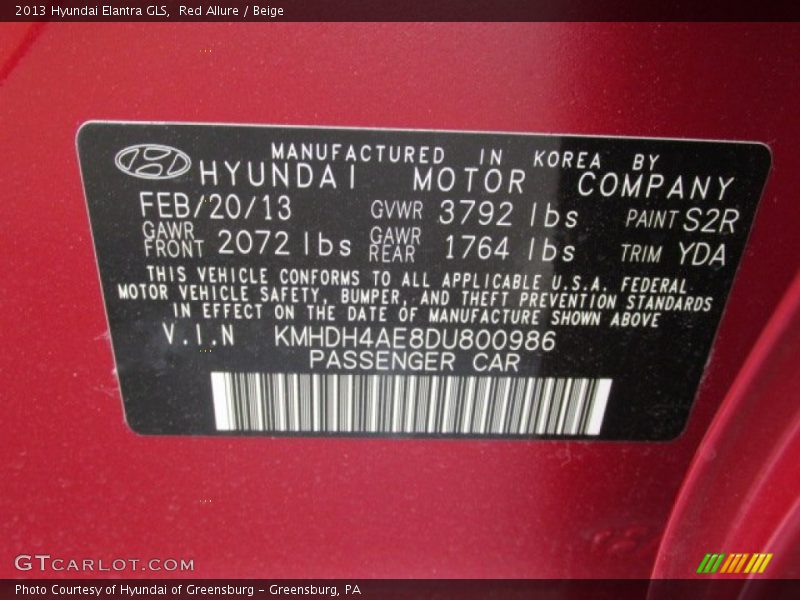 2013 Hyundai Elantra GLS, Red Allure / Beige
MANUFACTURED IN KOREA BY
HYUNDAI MOTOR COMPANY
FEB/20/13 GVWR 3792 lbs PAINT S2R
GAWR FRONT 2072 lbs GAWR REAR 1764 lbs TRIM YDA
THIS VEHICLE CONFORMS TO ALL APPLICABLE U.S.A. FEDERAL
MOTOR VEHICLE SAFETY, BUMPER, AND THEFT PREVENTION STANDARDS
IN EFFECT ON THE DATE OF MANUFACTURE SHOWN ABOVE
V.I.N KMHDH4AE8DU800986
PASSENGER CAR
GTCARLOT.COM
Photo Courtesy of Hyundai of Greensburg - Greensburg, PA